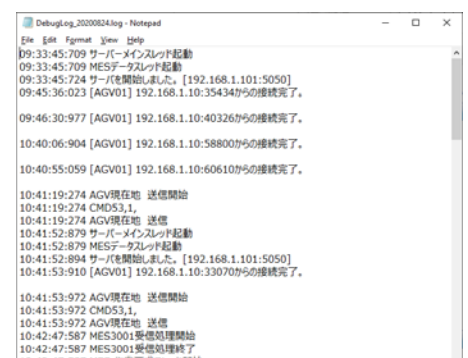 DebugLog_20200824.log - Notepad
File Edit Format View Help
09:33:45:709 サーバーメインスレッド起動
09:33:45:709 MESデータスレッド起動
09:33:45:724 サーバを開始しました。[192.168.1.101:5050]
09:45:36:023 [AGV01] 192.168.1.10:35434からの接続完了。
09:46:30:977 [AGV01] 192.168.1.10:40326からの接続完了。
10:40:06:904 [AGV01] 192.168.1.10:58800からの接続完了。
10:40:55:059 [AGV01] 192.168.1.10:60610からの接続完了。
10:41:19:274 AGV現在地 送信開始
10:41:19:274 CMD53,1,
10:41:19:274 AGV現在地 送信
10:41:52:879 サーバーメインスレッド起動
10:41:52:879 MESデータスレッド起動
10:41:52:894 サーバを開始しました。[192.168.1.101:5050]
10:41:53:910 [AGV01] 192.168.1.10:33070からの接続完了。
10:41:53:972 AGV現在地 送信開始
10:41:53:972 CMD53,1,
10:41:53:972 AGV現在地 送信
10:42:47:587 MES3001受信処理開始
10:42:47:587 MES3001受信処理終了